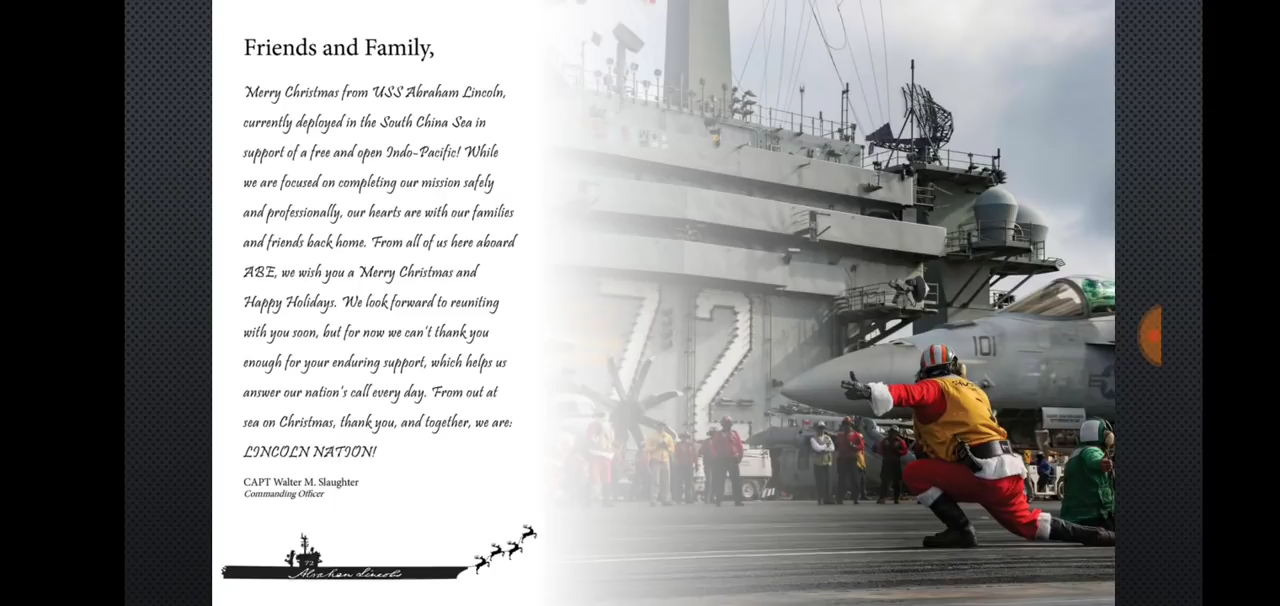 Friends and Family,
Merry Christmas from USS Abraham Lincoln,
currently deployed in the South China Sea in
support of a free and open Indo-Pacific! While
we are focused on completing our mission safely
and professionally, our hearts are with our families
and friends back home. From all of us here aboard
ABE, we wish you a Merry Christmas and
Happy Holidays. We look forward to reuniting
with you soon, but for now we can't thank you
enough for your enduring support, which helps us
answer our nation's call every day. From out at
sea on Christmas, thank you, and together, we are:
LINCOLN NATION!
CAPT Walter M. Slaughter
Commanding Officer
72
Abraham Lincoln
72
101